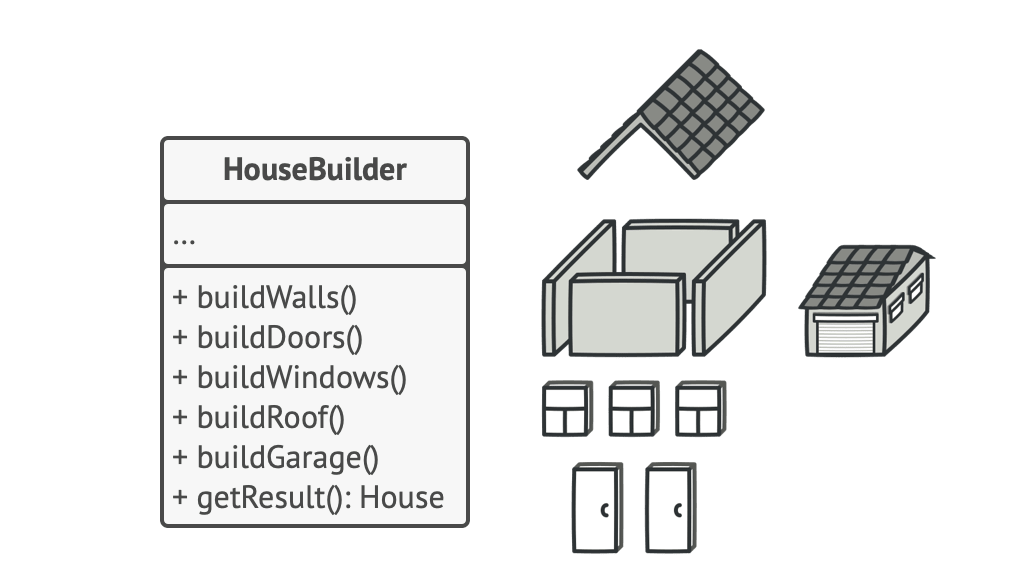 HouseBuilder
...
+ buildWalls()
+ buildDoors()
+ buildWindows()
+ buildRoof()
+ buildGarage()
+ getResult(): House